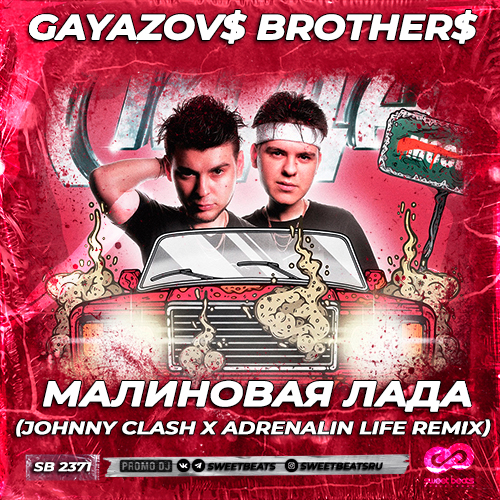 GAYAZOV$ BROTHER$
МАЛИНОВАЯ ЛАДА
(JOHNNY CLASH X ADRENALIN LIFE REMIX)
SB 2371
PROMO DJ
SWEETBEATS
SWEETBEATSRU
sweet beats